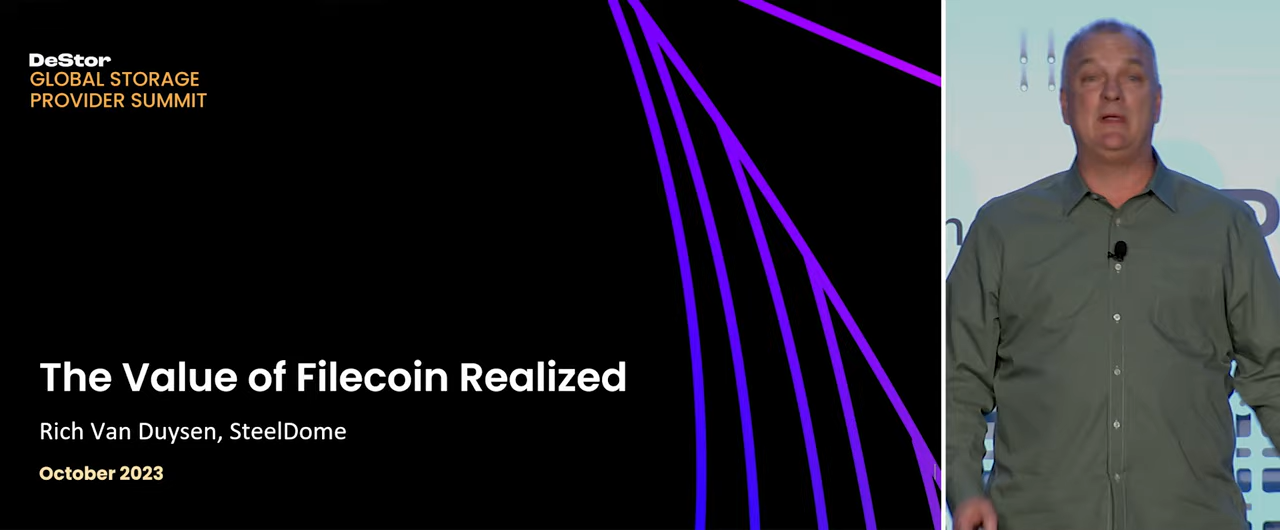 DeStor
GLOBAL STORAGE
PROVIDER SUMMIT
The Value of Filecoin Realized
Rich Van Duysen, SteelDome
October 2023